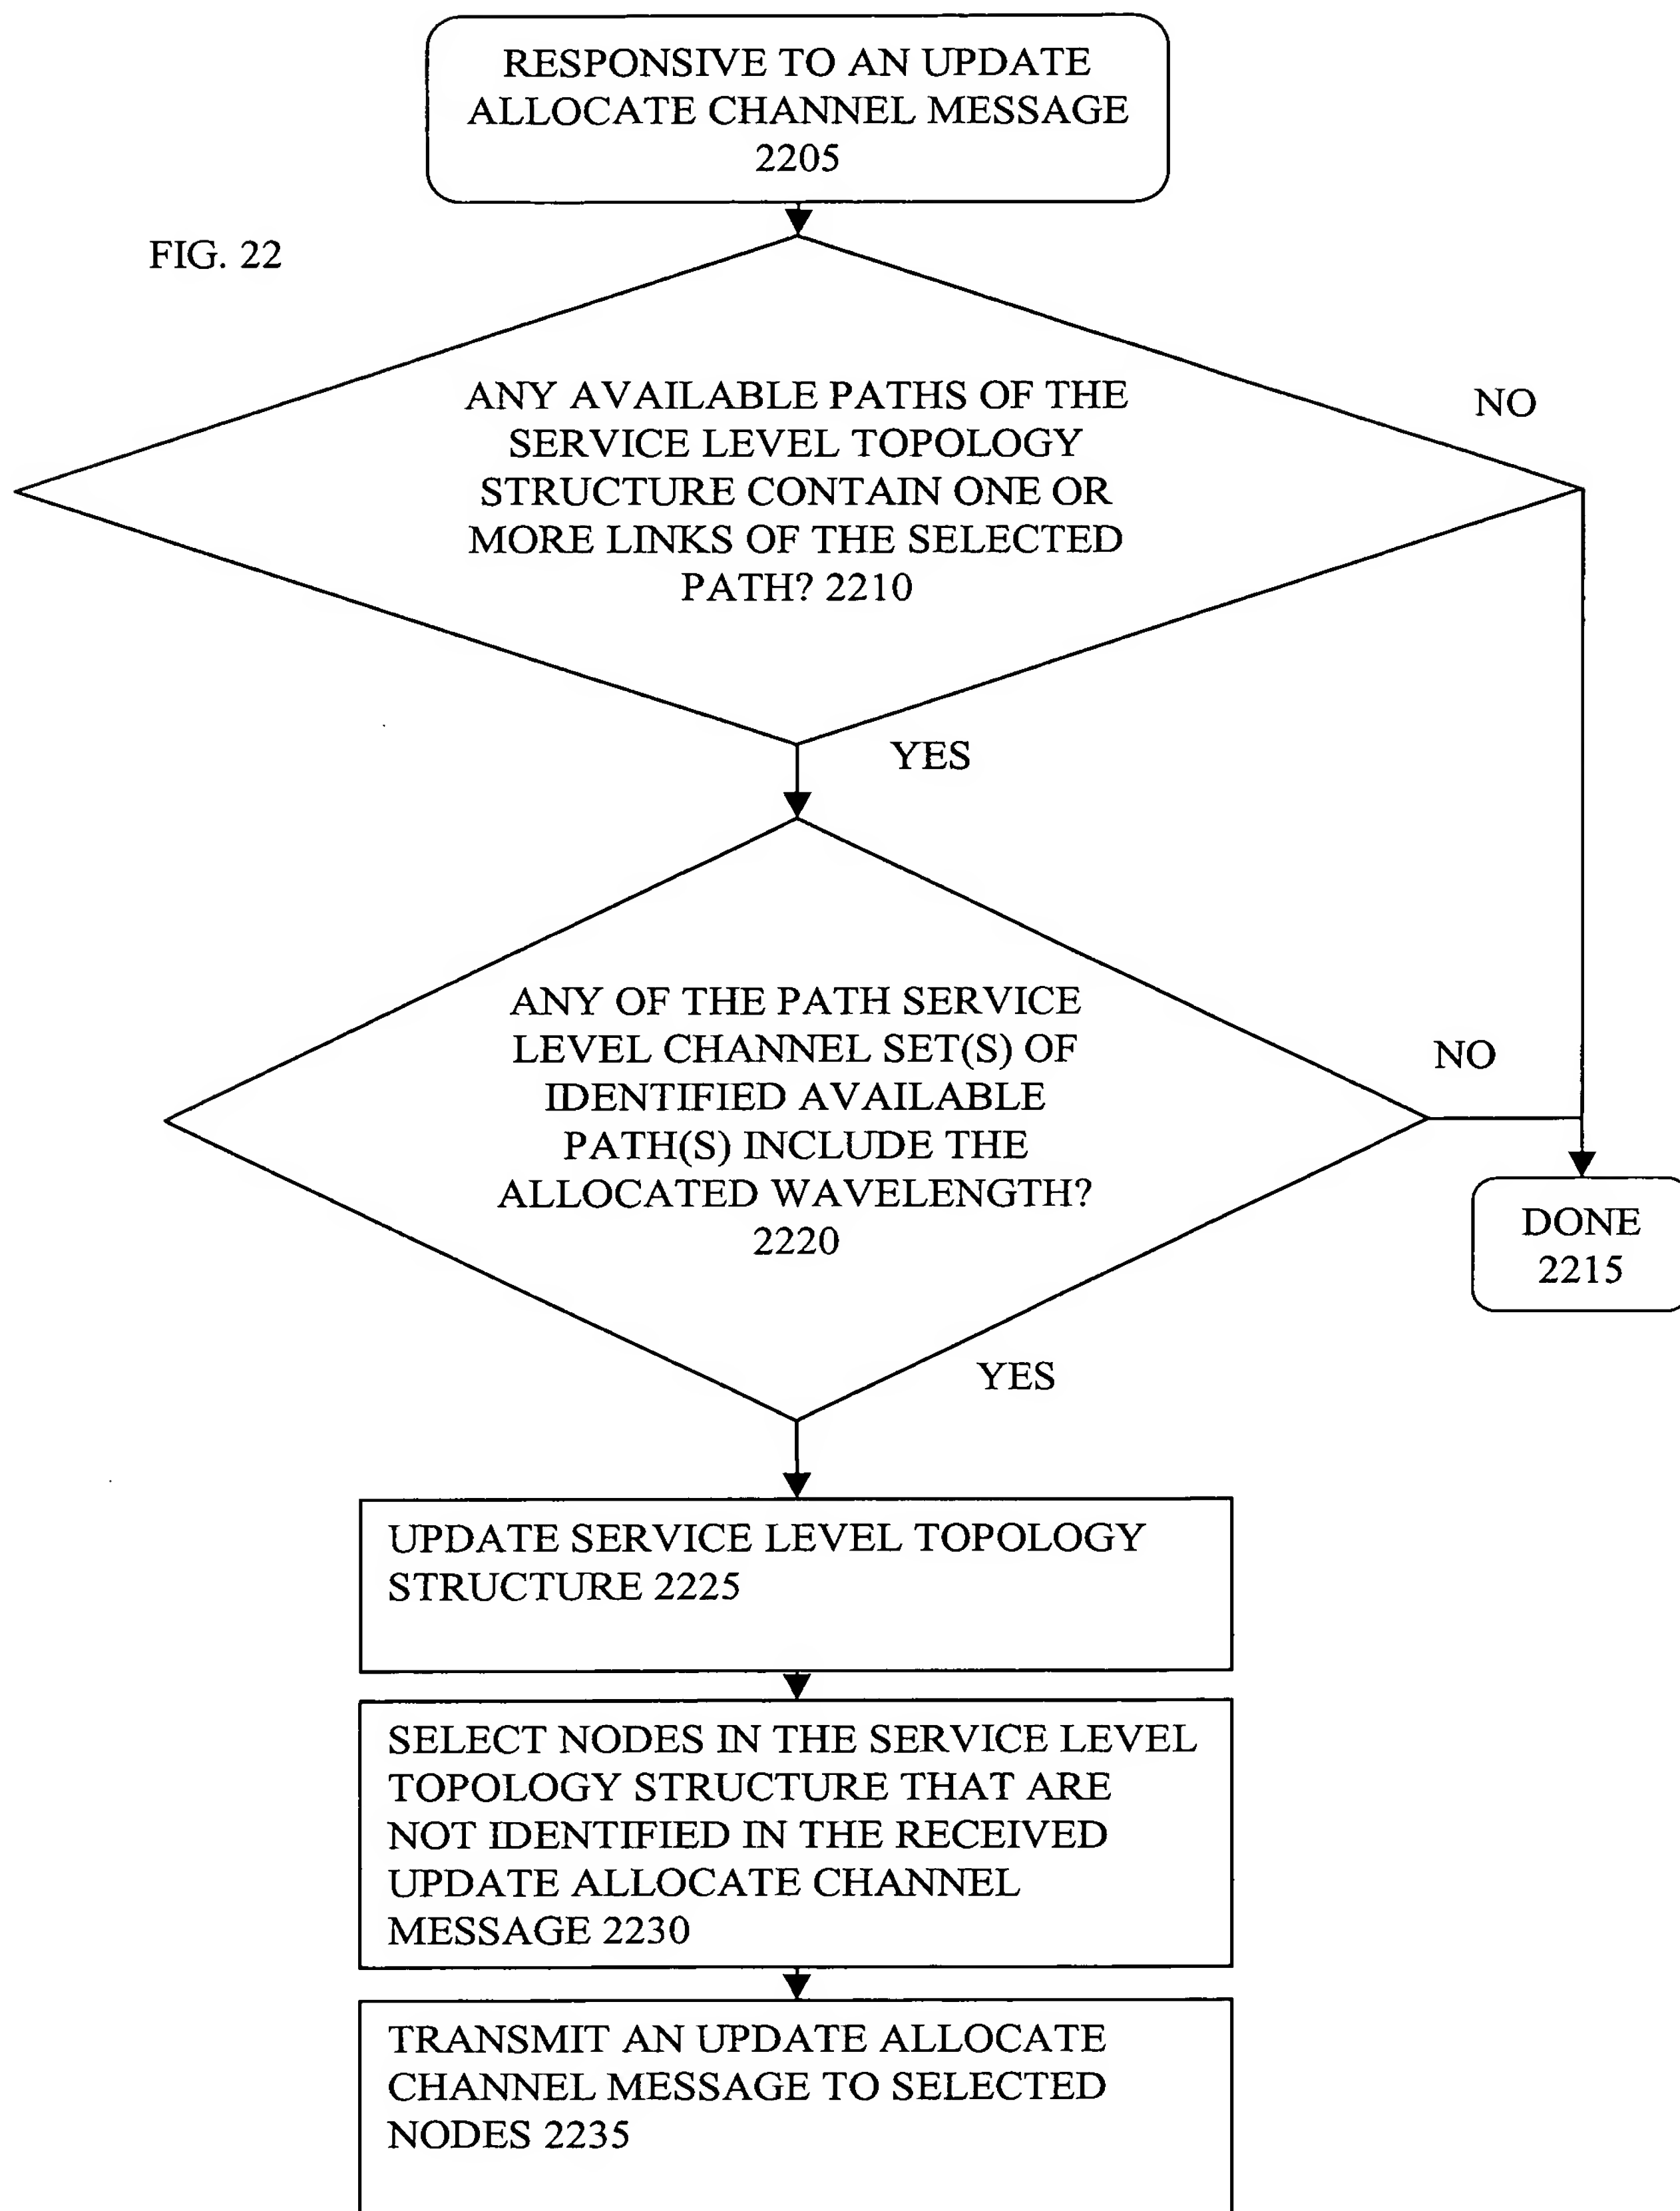 RESPONSIVE TO AN UPDATE
ALLOCATE CHANNEL MESSAGE
2205
FIG. 22
ANY AVAILABLE PATHS OF THE
SERVICE LEVEL TOPOLOGY
STRUCTURE CONTAIN ONE OR
MORE LINKS OF THE SELECTED
PATH? 2210
NO
YES
ANY OF THE PATH SERVICE
LEVEL CHANNEL SET(S) OF
IDENTIFIED AVAILABLE
PATH(S) INCLUDE THE
ALLOCATED WAVELENGTH?
2220
NO
DONE
2215
YES
UPDATE SERVICE LEVEL TOPOLOGY
STRUCTURE 2225
SELECT NODES IN THE SERVICE LEVEL
TOPOLOGY STRUCTURE THAT ARE
NOT IDENTIFIED IN THE RECEIVED
UPDATE ALLOCATE CHANNEL
MESSAGE 2230
TRANSMIT AN UPDATE ALLOCATE
CHANNEL MESSAGE TO SELECTED
NODES 2235